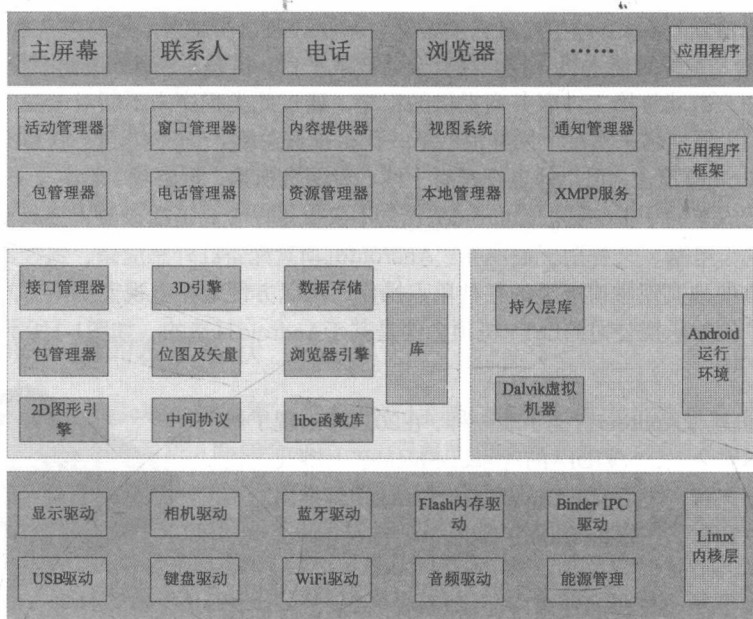 主屏幕 联系人 电话 浏览器 …… 应用程序
活动管理器 窗口管理器 内容提供器 视图系统 通知管理器
应用程序
框架
包管理器 电话管理器 资源管理器 本地管理器 XMPP服务
接口管理器 3D引擎 数据存储
包管理器 位图及矢量 浏览器引擎
2D图形引
擎
中间协议 libc函数库
库
持久层库
Dalvik虚拟
机器
Android
运行
环境
显示驱动 相机驱动 蓝牙驱动
Flash内存驱
动
Binder IPC
驱动
USB驱动 键盘驱动 WiFi驱动 音频驱动 能源管理
Linux
内核层